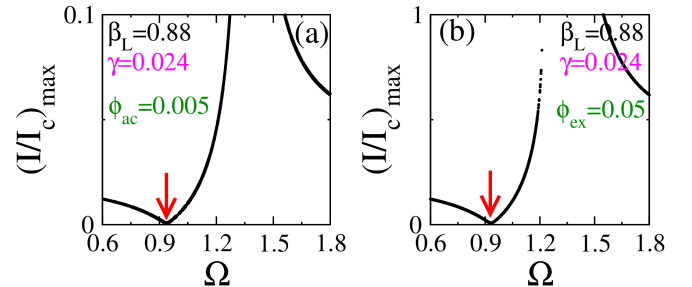 0.1
β_L=0.88
(a)
γ=0.024
ϕ_ac=0.005
(I/I_c)_max
0
0.6 0.9 1.2 1.5 1.8
Ω
1
(b)
β_L=0.88
γ=0.024
ϕ_ex=0.05
(I/I_c)_max
0
0.6 0.9 1.2 1.5 1.8
Ω